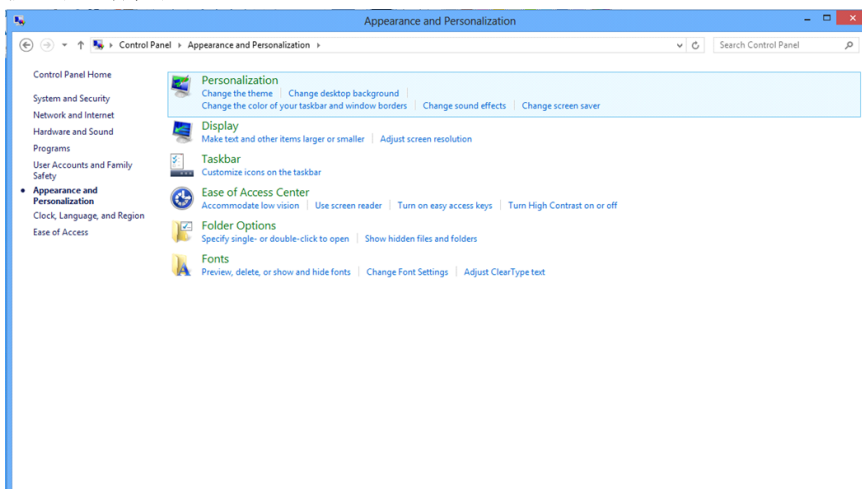 Appearance and Personalization
Control Panel Appearance and Personalization
Search Control Panel
Control Panel Home
System and Security
Network and Internet
Hardware and Sound
Programs
User Accounts and Family
Safety
Appearance and
Personalization
Clock, Language, and Region
Ease of Access
Personalization
Change the theme Change desktop background
Change the color of your taskbar and window borders Change sound effects Change screen saver
Display
Make text and other items larger or smaller Adjust screen resolution
Taskbar
Customize icons on the taskbar
Ease of Access Center
Accommodate low vision Use screen reader Turn on easy access keys Turn High Contrast on or off
Folder Options
Specify single- or double-click to open Show hidden files and folders
Fonts
Preview, delete, or show and hide fonts Change Font Settings Adjust ClearType text